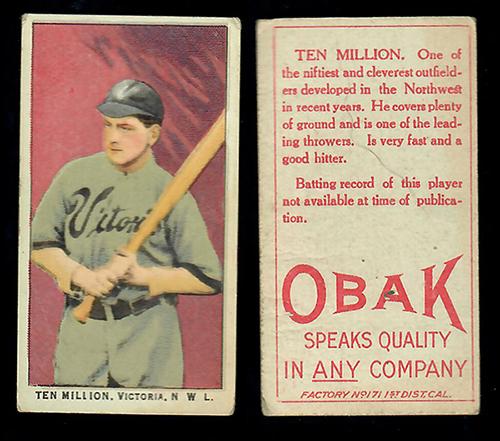 Vitori
TEN MILLION, VICTORIA, N W L.
TEN MILLION. One of
the niftiest and cleverest outfield-
ers developed in the Northwest
in recent years. He covers plenty
of ground and is one of the lead-
ing throwers. Is very fast and a
good hitter.
Batting record of this player
not available at time of publica-
tion.
OBAK
SPEAKS QUALITY
IN ANY COMPANY
FACTORY Nº 171 1ST DIST. CAL.